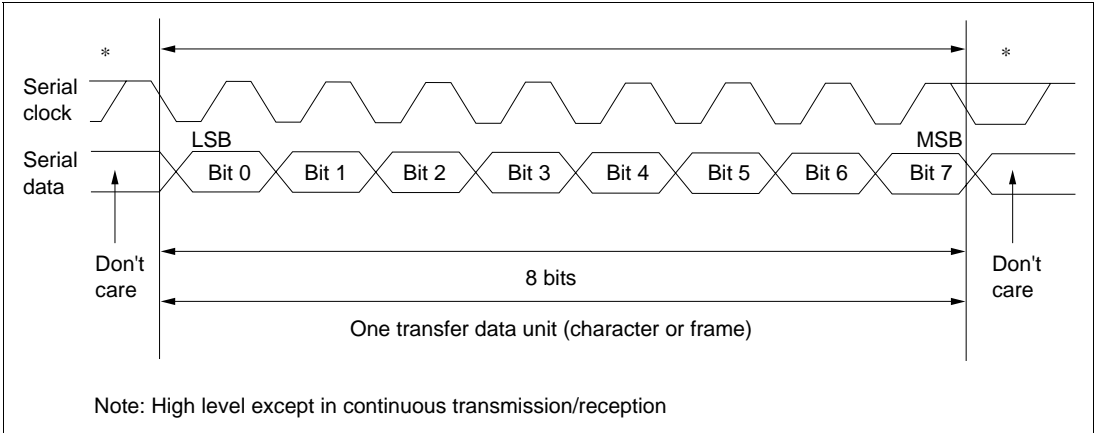 * *
Serial
clock
LSB MSB
Serial
data
Bit 0 Bit 1 Bit 2 Bit 3 Bit 4 Bit 5 Bit 6 Bit 7
Don't
care
8 bits
Don't
care
One transfer data unit (character or frame)
Note: High level except in continuous transmission/reception